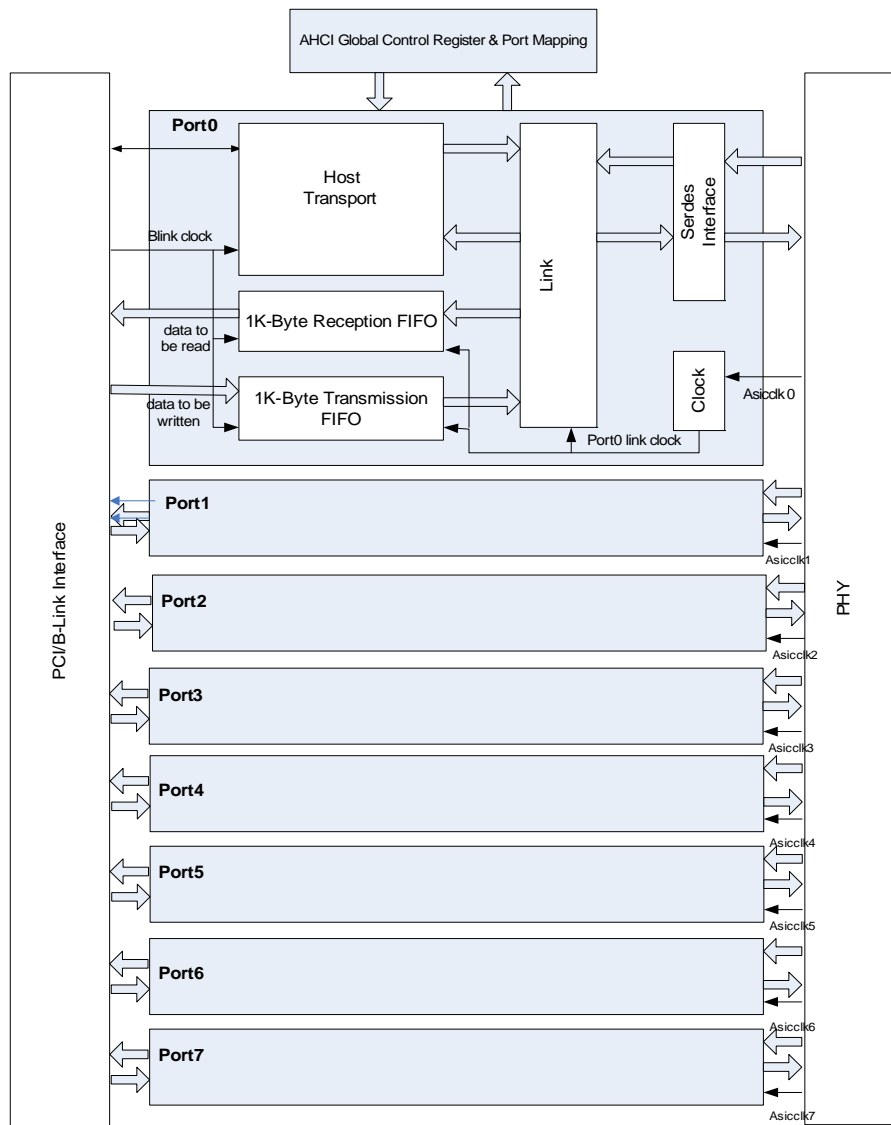 AHCI Global Control Register & Port Mapping
Port0
Host
Transport
Blink clock
1K-Byte Reception FIFO
data to
be read
1K-Byte Transmission
FIFO
data to be
written
Link
Serdes
Interface
Clock
Asicclk 0
Port0 link clock
PCI/B-Link Interface
PHY
Port1
Asicclk1
Port2
Asicclk2
Port3
Asicclk3
Port4
Asicclk4
Port5
Asicclk5
Port6
Asicclk6
Port7
Asicclk7